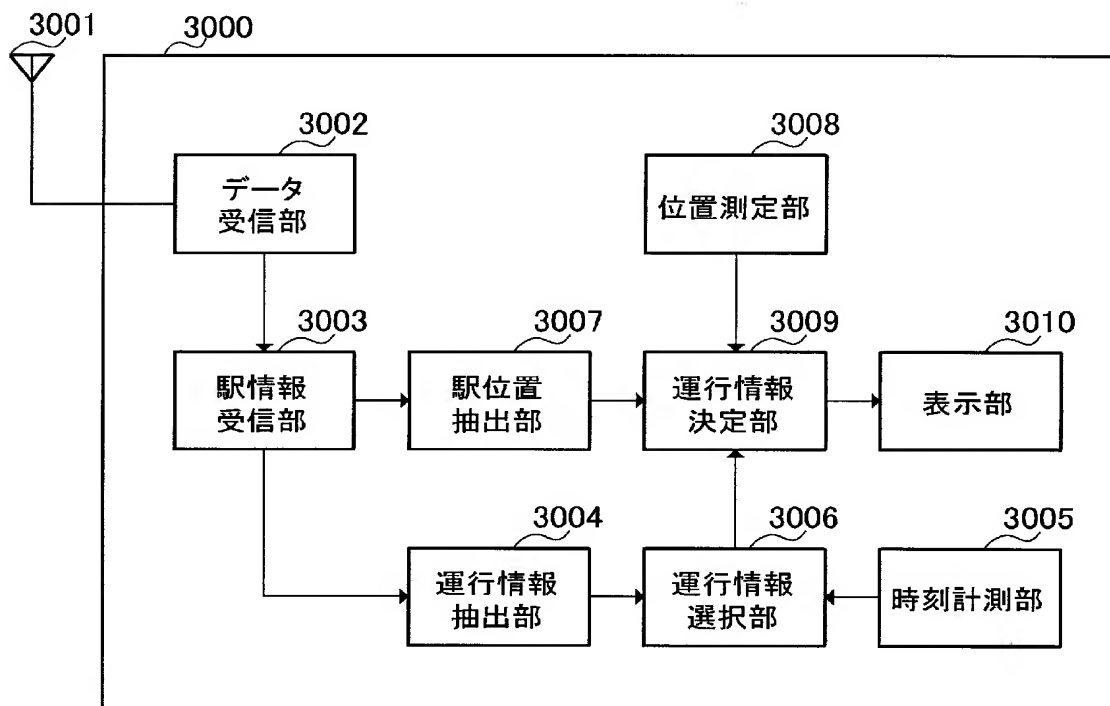 3001
3000
3002
データ
受信部
3008
位置測定部
3003
駅情報
受信部
3007
駅位置
抽出部
3009
運行情報
決定部
3010
表示部
3004
運行情報
抽出部
3006
運行情報
選択部
3005
時刻計測部